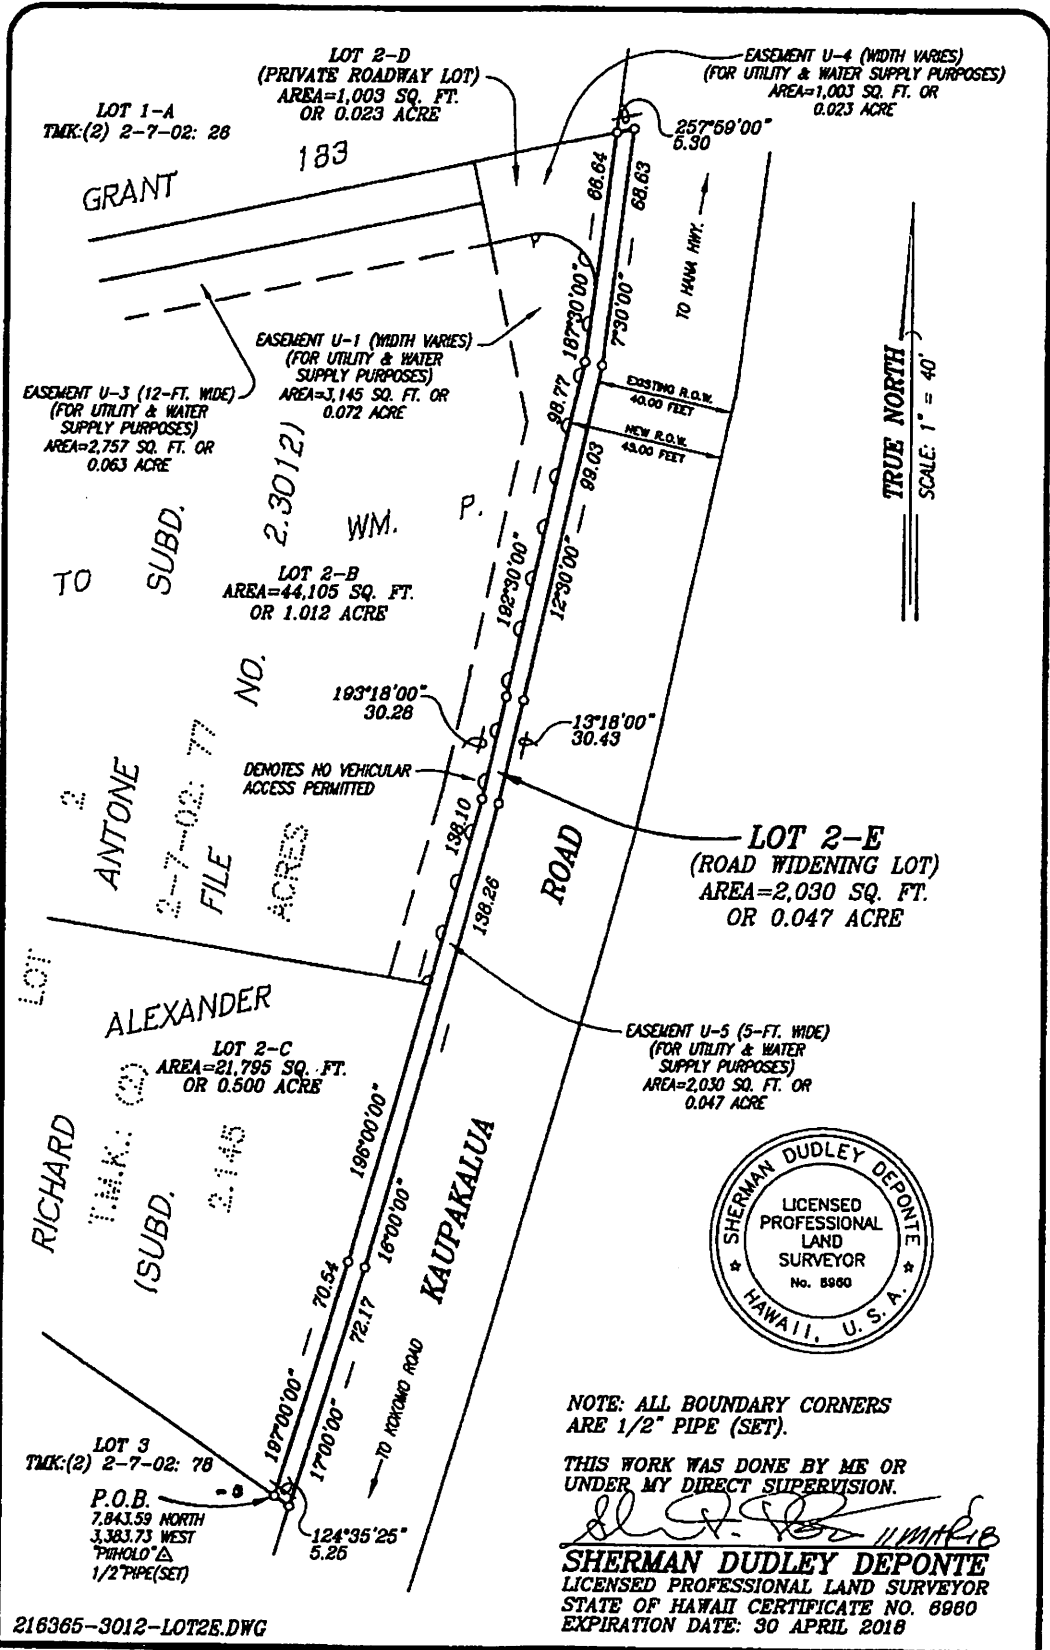 LOT 2-D
(PRIVATE ROADWAY LOT)
AREA=1,003 SQ. FT.
OR 0.023 ACRE
EASEMENT U-4 (WIDTH VARIES)
(FOR UTILITY & WATER SUPPLY PURPOSES)
AREA=1,003 SQ. FT. OR
0.023 ACRE
LOT 1-A
TMK:(2) 2-7-02: 26
257°59'00"
5.30
GRANT 183
66.64
68.63
187°30'00"
7°30'00"
TO HANA HWY.
TRUE NORTH
SCALE: 1" = 40'
EASEMENT U-1 (WIDTH VARIES)
(FOR UTILITY & WATER
SUPPLY PURPOSES)
AREA=3,145 SQ. FT. OR
0.072 ACRE
EASEMENT U-3 (12-FT. WIDE)
(FOR UTILITY & WATER
SUPPLY PURPOSES)
AREA=2,757 SQ. FT. OR
0.063 ACRE
EXISTING R.O.W.
40.00 FEET
NEW R.O.W.
45.00 FEET
98.77
99.03
192°30'00"
12°30'00"
TO
SUBD.
2.3012)
WM. P.
LOT 2-B
AREA=44,105 SQ. FT.
OR 1.012 ACRE
NO.
193°18'00"
30.28
13°18'00"
30.43
DENOTES NO VEHICULAR
ACCESS PERMITTED
2
ANTONE
2-7-02: 77
FILE
ACRES
138.10
138.26
ROAD
LOT 2-E
(ROAD WIDENING LOT)
AREA=2,030 SQ. FT.
OR 0.047 ACRE
LOT
ALEXANDER
LOT 2-C
AREA=21,795 SQ. FT.
OR 0.500 ACRE
EASEMENT U-5 (5-FT. WIDE)
(FOR UTILITY & WATER
SUPPLY PURPOSES)
AREA=2,030 SQ. FT. OR
0.047 ACRE
RICHARD
T.M.K.: (2)
(SUBD.
2.145
196°00'00"
16°00'00"
KAUPAKALUA
70.54
72.17
197°00'00"
17°00'00"
TO KOKOMO ROAD
SHERMAN DUDLEY DEPONTE
LICENSED
PROFESSIONAL
LAND
SURVEYOR
No. 6960
HAWAII, U. S. A.
LOT 3
TMK:(2) 2-7-02: 78
P.O.B.
7,843.59 NORTH
3,383.73 WEST
"PIIHOLO"
1/2"PIPE(SET)
124°35'25"
5.26
NOTE: ALL BOUNDARY CORNERS
ARE 1/2" PIPE (SET).
THIS WORK WAS DONE BY ME OR
UNDER MY DIRECT SUPERVISION.
SHERMAN DUDLEY DEPONTE
LICENSED PROFESSIONAL LAND SURVEYOR
STATE OF HAWAII CERTIFICATE NO. 6960
EXPIRATION DATE: 30 APRIL 2018
216365-3012-LOT2E.DWG